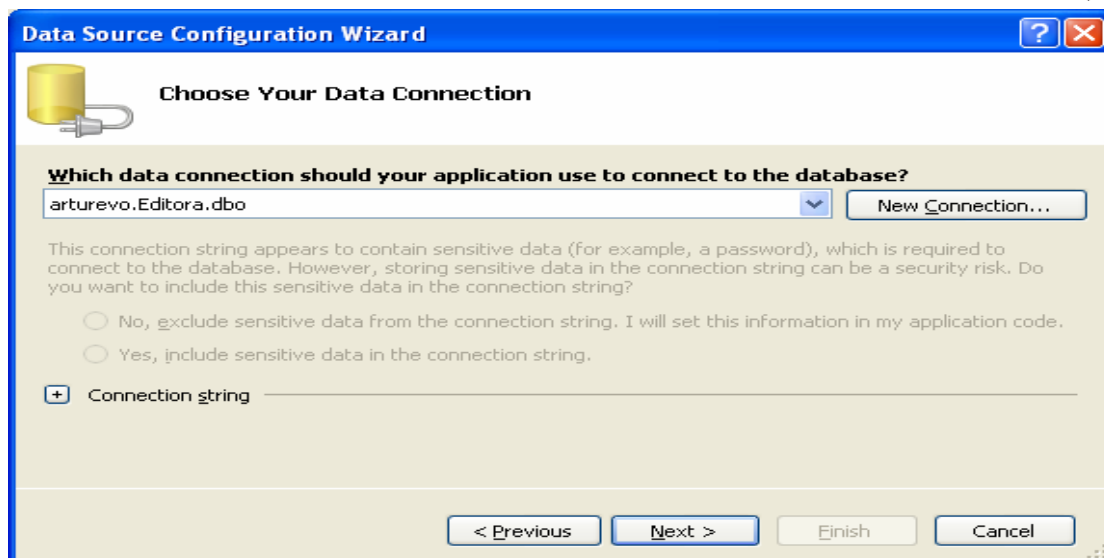 Data Source Configuration Wizard
Choose Your Data Connection
Which data connection should your application use to connect to the database?
arturevo.Editora.dbo
New Connection...
This connection string appears to contain sensitive data (for example, a password), which is required to
connect to the database. However, storing sensitive data in the connection string can be a security risk. Do
you want to include this sensitive data in the connection string?
No, exclude sensitive data from the connection string. I will set this information in my application code.
Yes, include sensitive data in the connection string.
Connection string
< Previous
Next >
Finish
Cancel